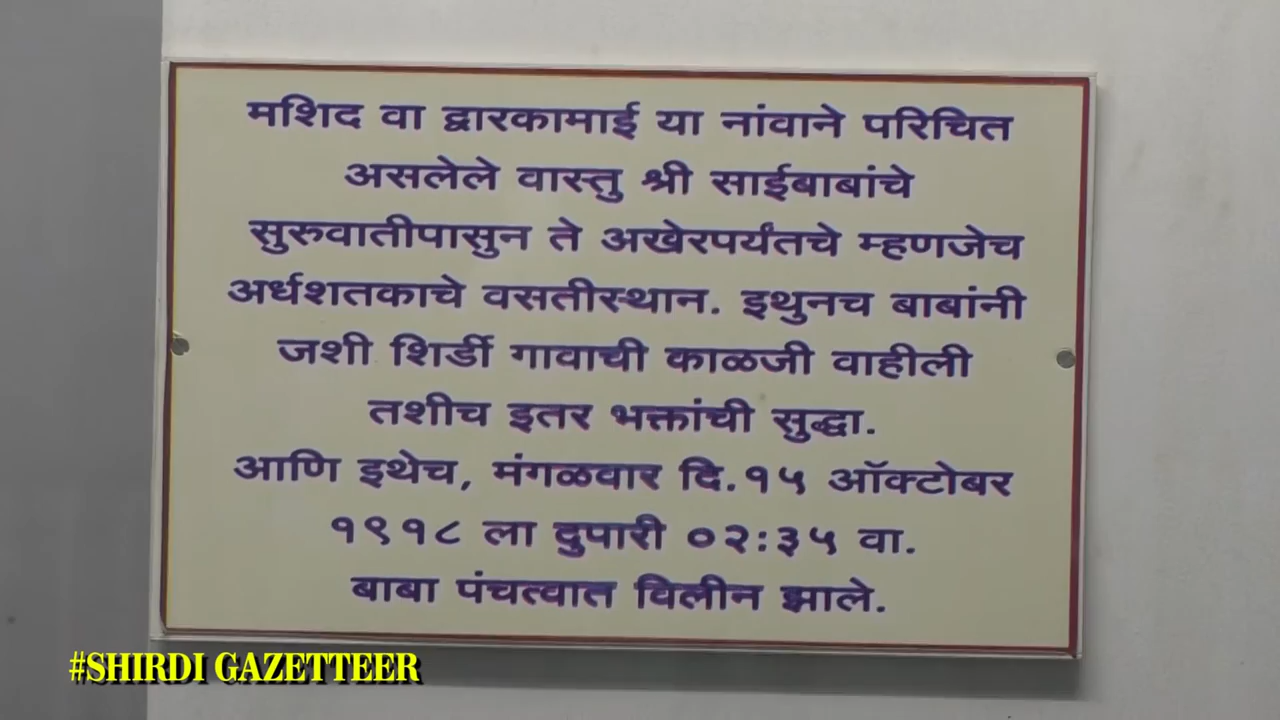 मशिद वा द्वारकामाई या नांवाने परिचित
असलेले वास्तु श्री साईबाबांचे
सुरुवातीपासुन ते अखेरपर्यंतचे म्हणजेच
अर्धशतकाचे वसतीस्थान. इथुनच बाबांनी
जशी शिर्डी गावाची काळजी वाहीली
तशीच इतर भक्तांची सुद्धा.
आणि इथेच, मंगळवार दि.१५ ऑक्टोबर
१९१८ ला दुपारी ०२:३५ वा.
बाबा पंचत्वात विलीन झाले.
#SHIRDI GAZETTEER